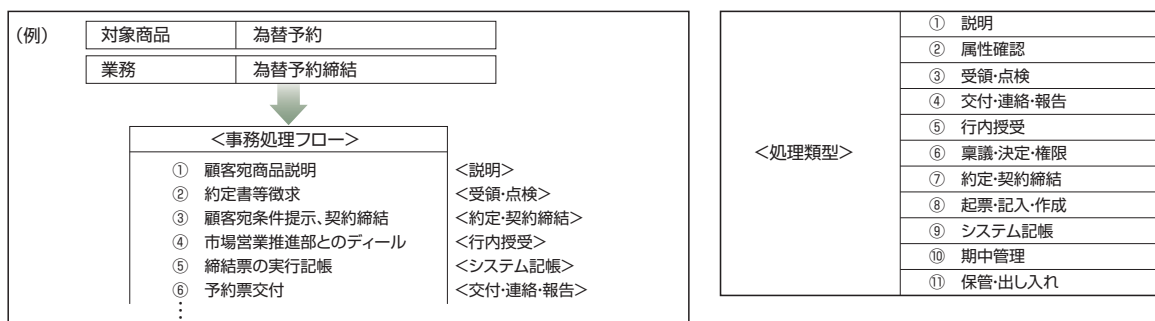 (例)
対象商品 為替予約
業務 為替予約締結
<事務処理フロー>
① 顧客宛商品説明 <説明>
② 約定書等徴求 <受領・点検>
③ 顧客宛条件提示、契約締結 <約定・契約締結>
④ 市場営業推進部とのディール <行内授受>
⑤ 締結票の実行記帳 <システム記帳>
⑥ 予約票交付 <交付・連絡・報告>
⋮
<処理類型>
① 説明
② 属性確認
③ 受領・点検
④ 交付・連絡・報告
⑤ 行内授受
⑥ 稟議・決定・権限
⑦ 約定・契約締結
⑧ 起票・記入・作成
⑨ システム記帳
⑩ 期中管理
⑪ 保管・出し入れ